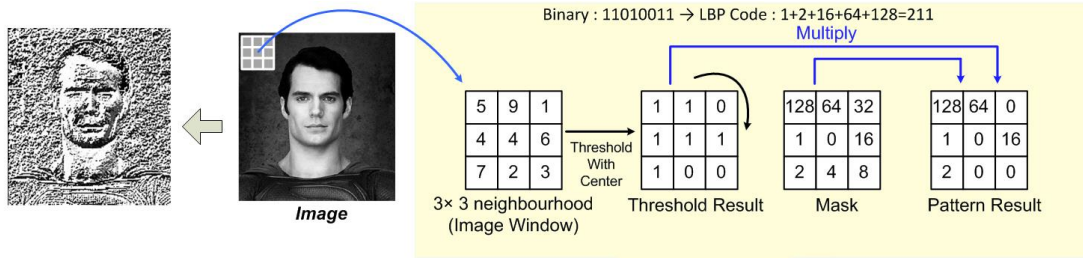 Binary : 11010011 → LBP Code : 1+2+16+64+128=211
Multiply
5 9 1
4 4 6
7 2 3
Threshold
With
Center
1 1 0
1 1 1
1 0 0
128 64 32
1 0 16
2 4 8
128 64 0
1 0 16
2 0 0
Image
3× 3 neighbourhood
(Image Window)
Threshold Result
Mask
Pattern Result